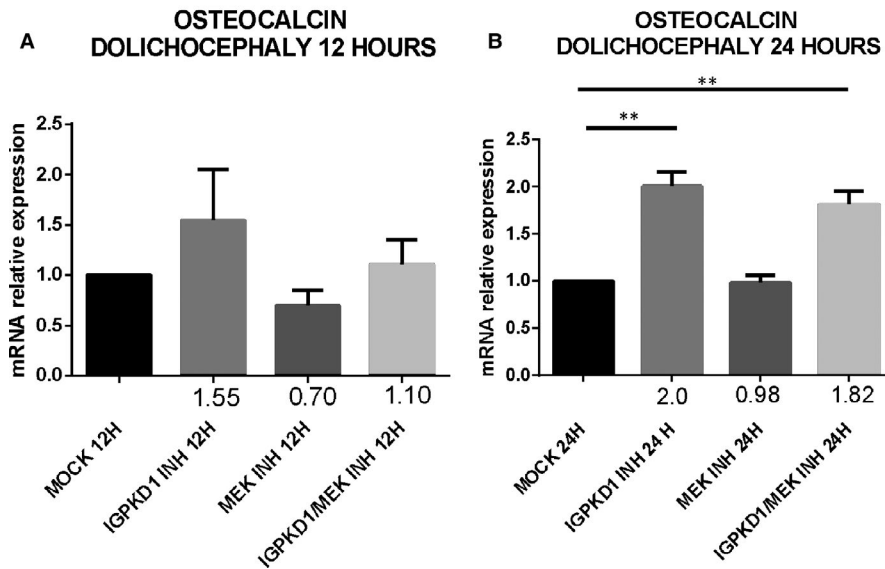 A
OSTEOCALCIN
DOLICHOCEPHALY 12 HOURS
mRNA relative expression
2.5
2.0
1.5
1.0
0.5
0.0
1.55
0.70
1.10
MOCK 12H
IGPKD1 INH 12H
MEK INH 12H
IGPKD1/MEK INH 12H
B
OSTEOCALCIN
DOLICHOCEPHALY 24 HOURS
**
**
mRNA relative expression
2.5
2.0
1.5
1.0
0.5
0.0
2.0
0.98
1.82
MOCK 24H
IGPKD1 INH 24 H
MEK INH 24H
IGPKD1/MEK INH 24H